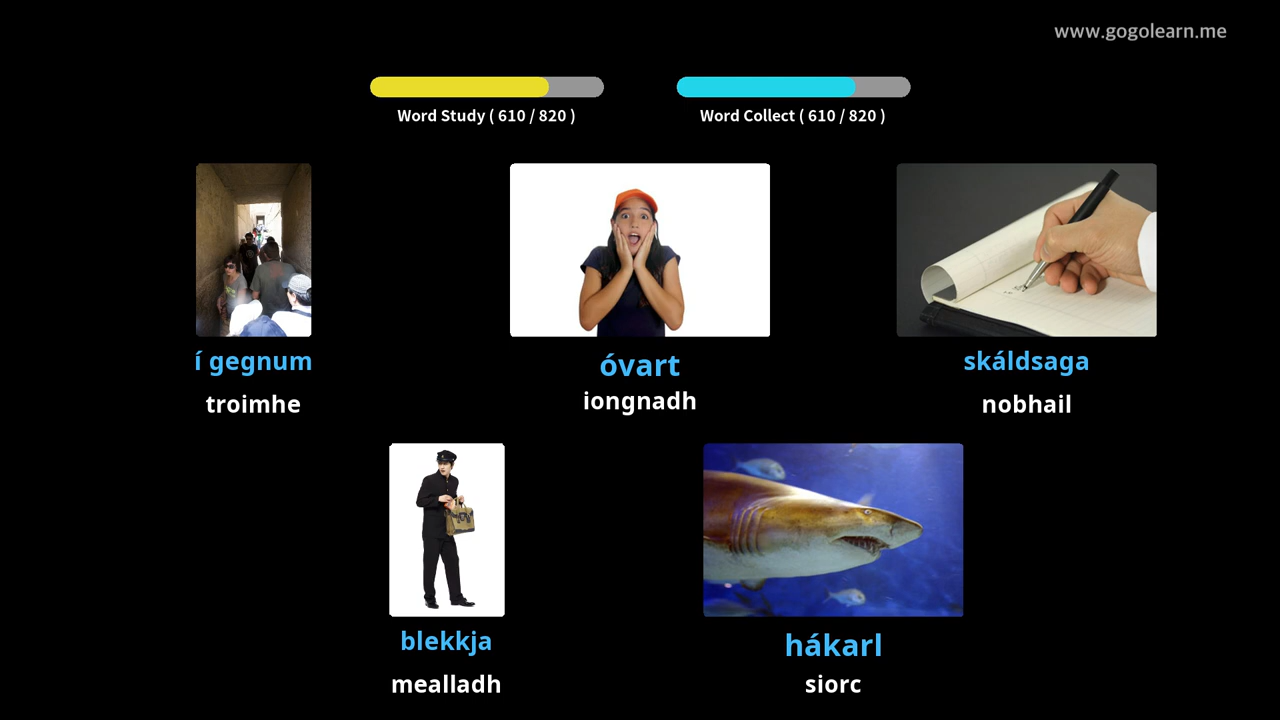 www.gogolearn.me
Word Study ( 610 / 820 )
Word Collect ( 610 / 820 )
í gegnum
troimhe
óvart
iongnadh
skáldsaga
nobhail
blekkja
mealladh
hákarl
siorc